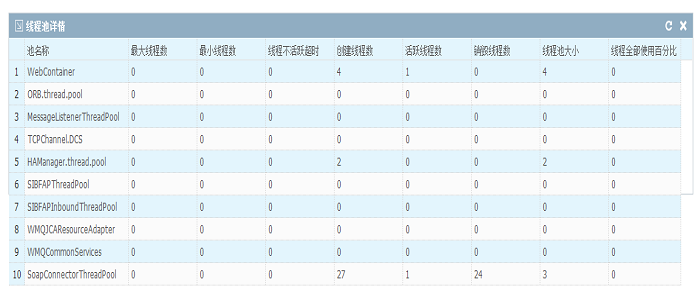 线程池详情
池名称 最大线程数 最小线程数 线程不活跃超时 创建线程数 活跃线程数 销毁线程数 线程池大小 线程全部使用百分比
1 WebContainer 0 0 0 4 1 0 4 0
2 ORB.thread.pool 0 0 0 0 0 0 0 0
3 MessageListenerThreadPool 0 0 0 0 0 0 0 0
4 TCPChannel.DCS 0 0 0 0 0 0 0 0
5 HAManager.thread.pool 0 0 0 2 0 0 2 0
6 SIBFAPThreadPool 0 0 0 0 0 0 0 0
7 SIBFAPInboundThreadPool 0 0 0 0 0 0 0 0
8 WMQJCAResourceAdapter 0 0 0 0 0 0 0 0
9 WMQCommonServices 0 0 0 0 0 0 0 0
10 SoapConnectorThreadPool 0 0 0 27 1 24 3 0